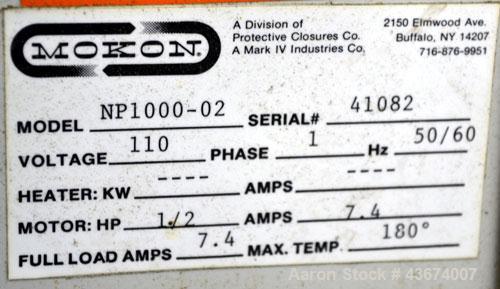 MOKON
A Division of
Protective Closures Co.
A Mark IV Industries Co.
2150 Elmwood Ave.
Buffalo, NY 14207
716-876-9951
MODEL NP1000-02 SERIAL# 41082
VOLTAGE 110 PHASE 1 Hz 50/60
HEATER: KW ---- AMPS ----
MOTOR: HP 1/2 AMPS 7.4
FULL LOAD AMPS 7.4 MAX. TEMP 180°
Aaron Stock # 43674007